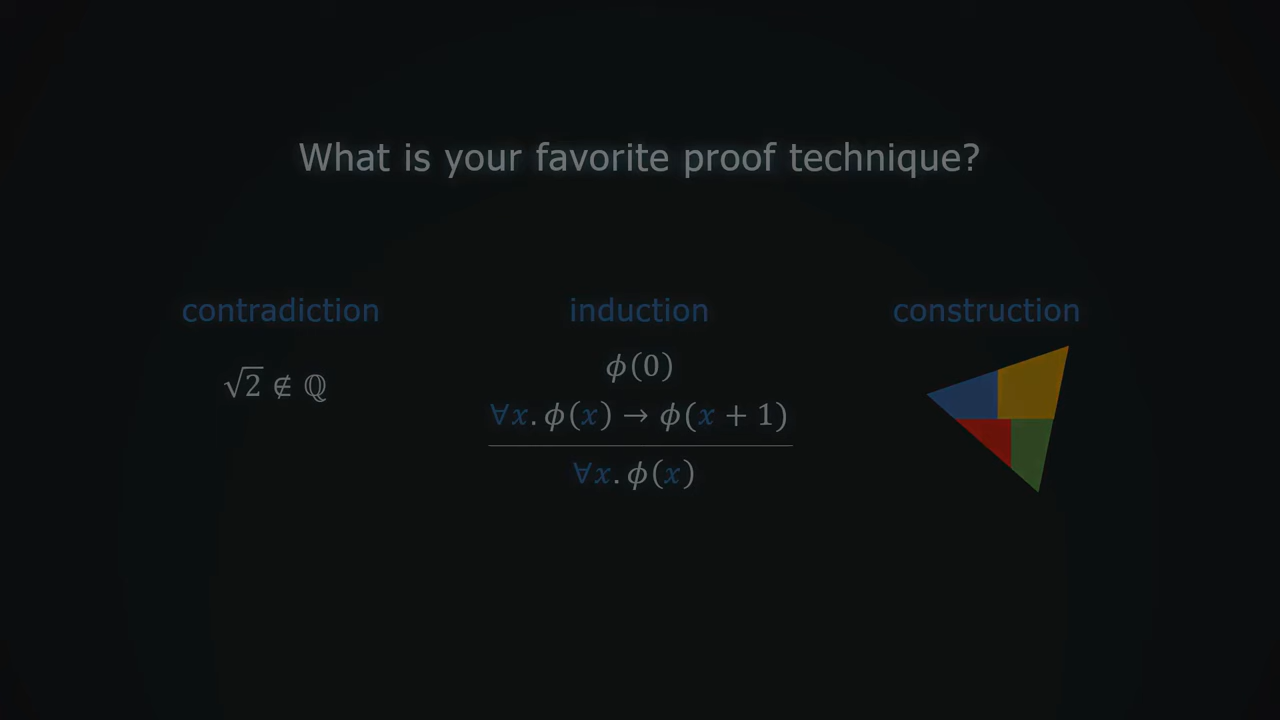 What is your favorite proof technique?
contradiction
√2 ∉ ℚ
induction
ϕ(0)
∀x. ϕ(x) → ϕ(x + 1)
∀x. ϕ(x)
construction